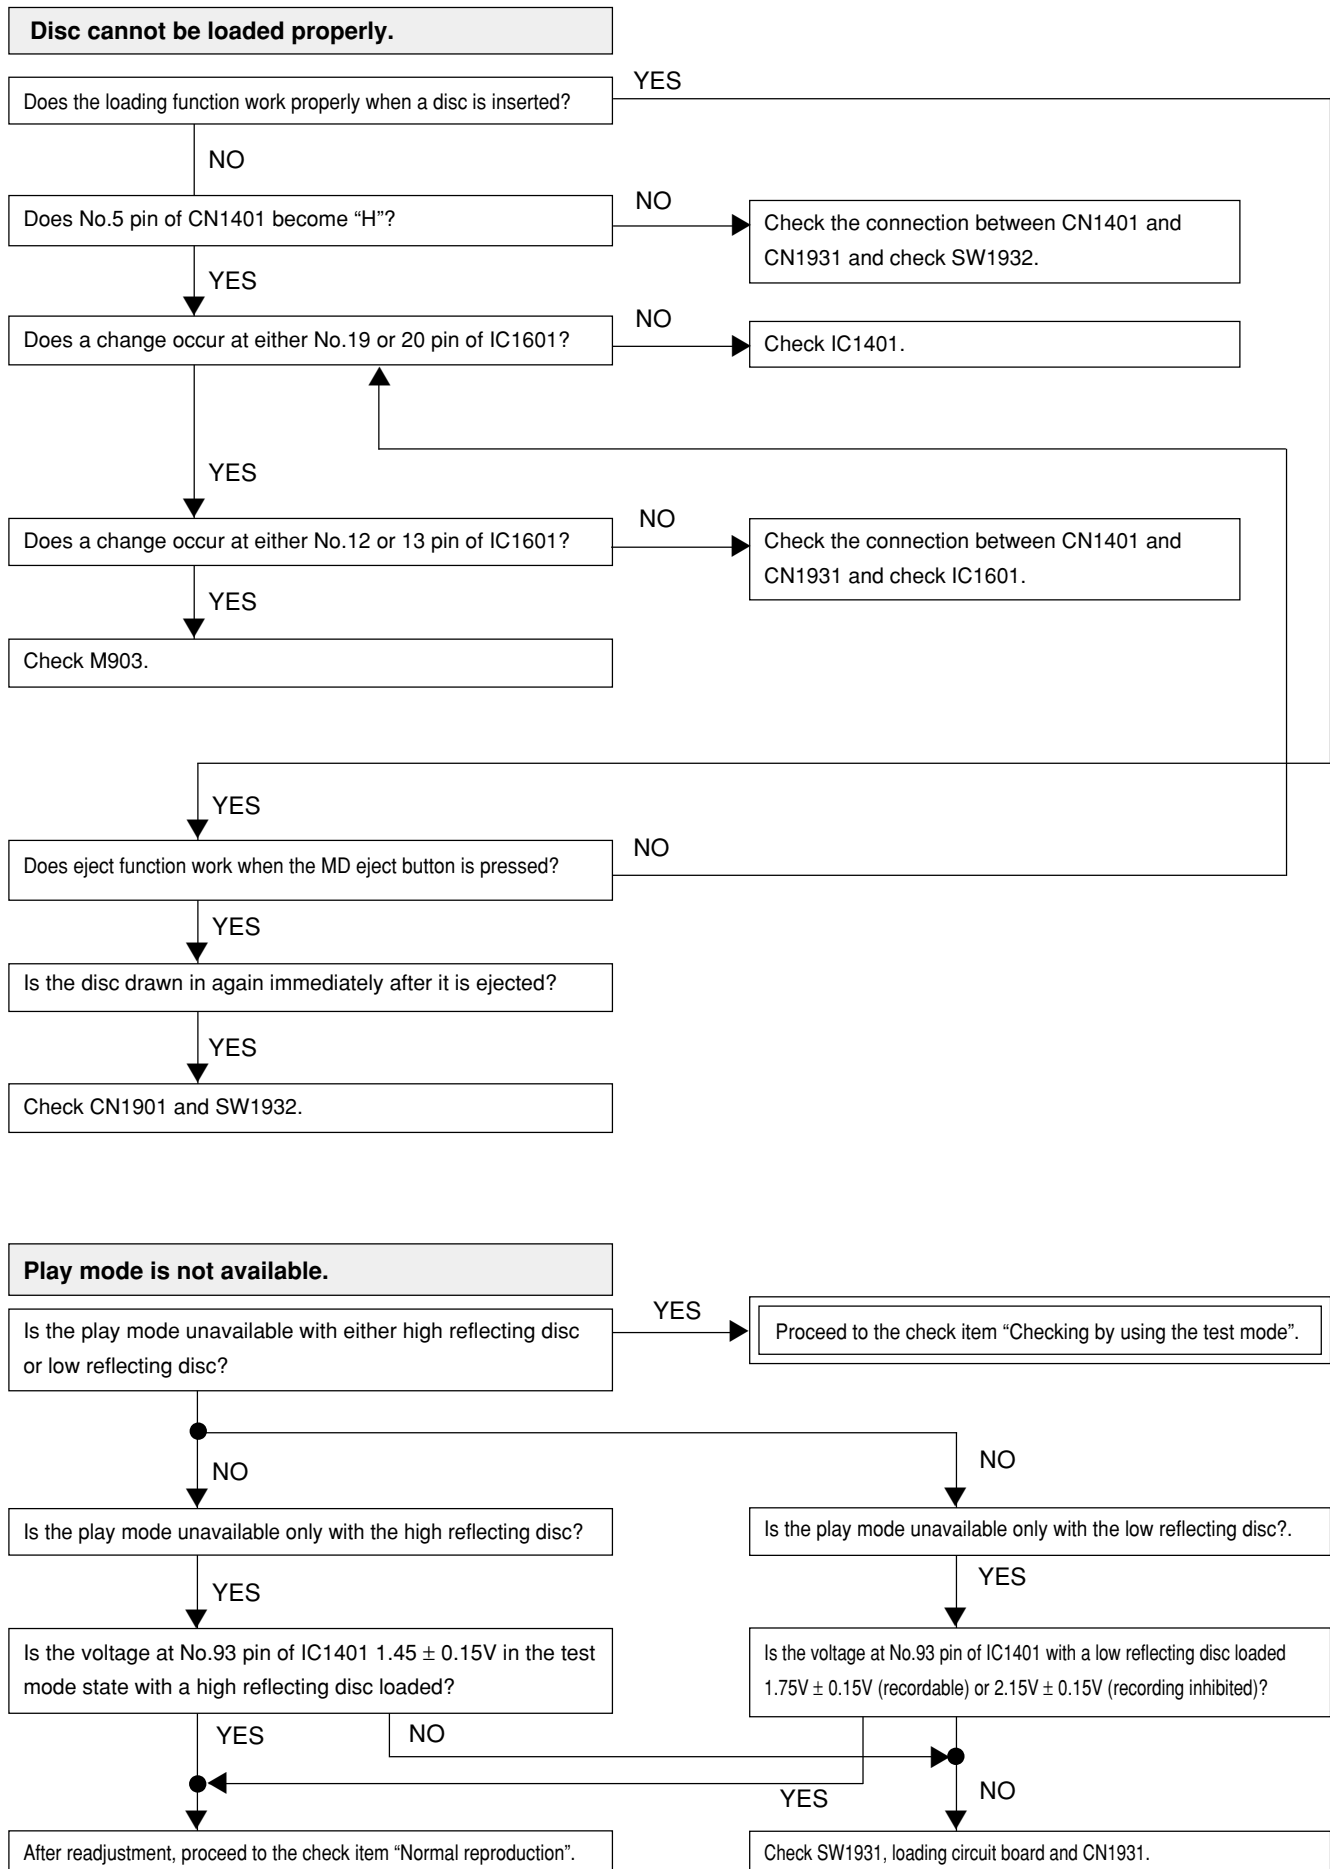 Disc cannot be loaded properly.
YES
Does the loading function work properly when a disc is inserted?
NO
Does No.5 pin of CN1401 become “H”?
NO
Check the connection between CN1401 and
CN1931 and check SW1932.
YES
Does a change occur at either No.19 or 20 pin of IC1601?
NO
Check IC1401.
YES
Does a change occur at either No.12 or 13 pin of IC1601?
NO
Check the connection between CN1401 and
CN1931 and check IC1601.
YES
Check M903.
YES
Does eject function work when the MD eject button is pressed?
NO
YES
Is the disc drawn in again immediately after it is ejected?
YES
Check CN1901 and SW1932.
Play mode is not available.
Is the play mode unavailable with either high reflecting disc
or low reflecting disc?
YES
Proceed to the check item “Checking by using the test mode”.
NO
NO
Is the play mode unavailable only with the high reflecting disc?
Is the play mode unavailable only with the low reflecting disc?.
YES
YES
Is the voltage at No.93 pin of IC1401 1.45 ± 0.15V in the test
mode state with a high reflecting disc loaded?
Is the voltage at No.93 pin of IC1401 with a low reflecting disc loaded
1.75V ± 0.15V (recordable) or 2.15V ± 0.15V (recording inhibited)?
YES
NO
YES
NO
After readjustment, proceed to the check item “Normal reproduction”.
Check SW1931, loading circuit board and CN1931.